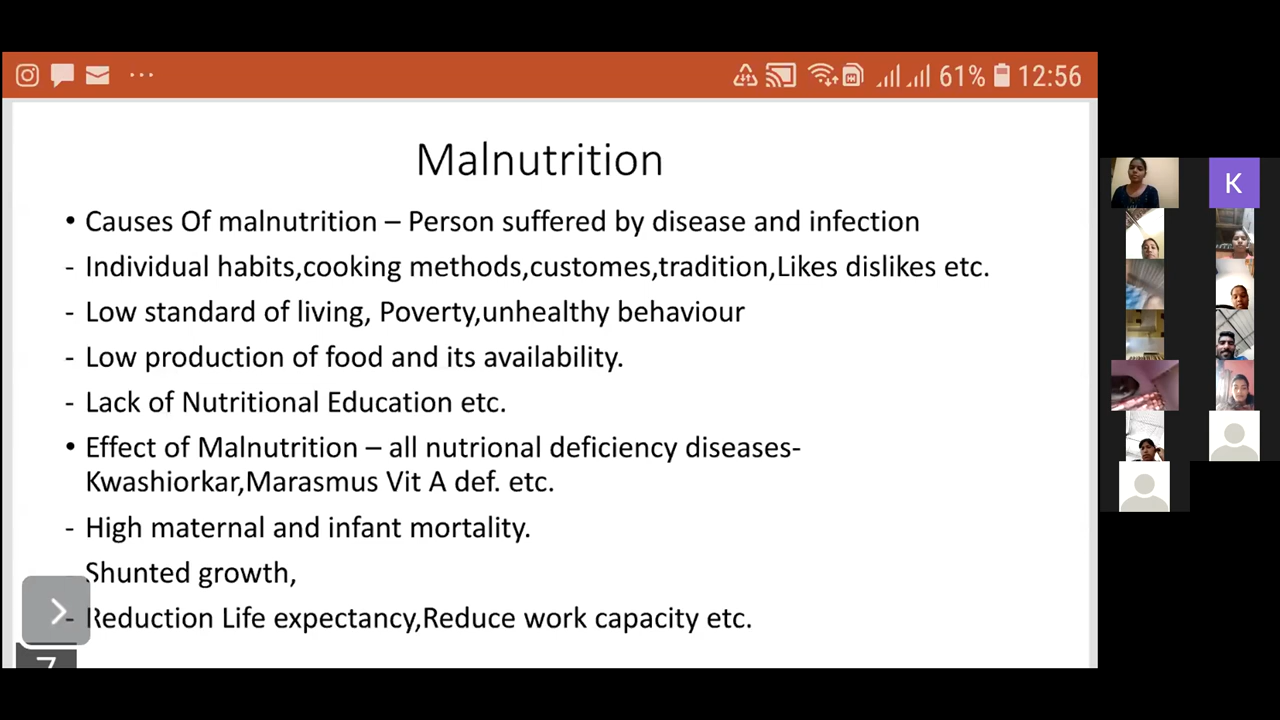 61% 12:56
Malnutrition
• Causes Of malnutrition – Person suffered by disease and infection
- Individual habits,cooking methods,customes,tradition,Likes dislikes etc.
- Low standard of living, Poverty,unhealthy behaviour
- Low production of food and its availability.
- Lack of Nutritional Education etc.
• Effect of Malnutrition – all nutrional deficiency diseases-
Kwashiorkar,Marasmus Vit A def. etc.
- High maternal and infant mortality.
Shunted growth,
- Reduction Life expectancy,Reduce work capacity etc.
7
K